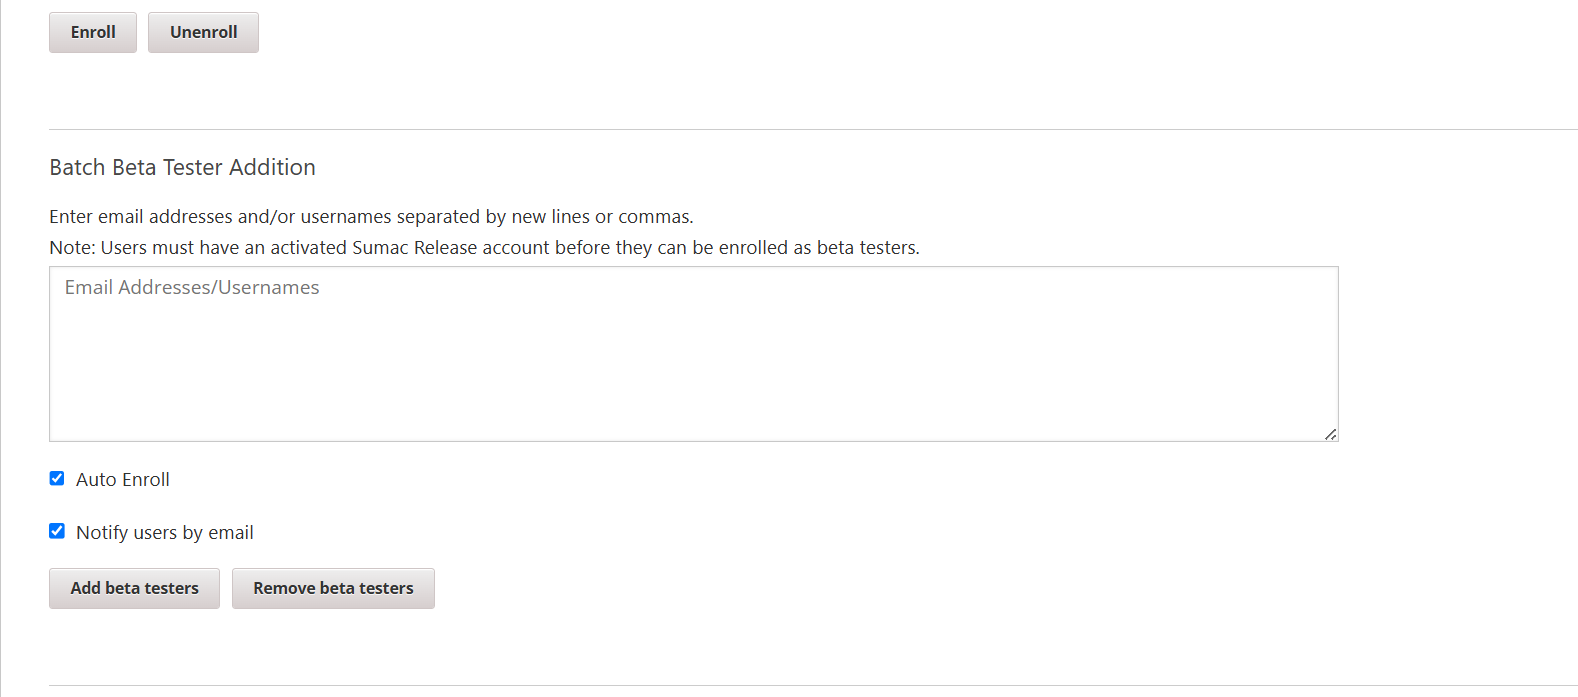 Enroll Unenroll
Batch Beta Tester Addition
Enter email addresses and/or usernames separated by new lines or commas.
Note: Users must have an activated Sumac Release account before they can be enrolled as beta testers.
Email Addresses/Usernames
Auto Enroll
Notify users by email
Add beta testers Remove beta testers